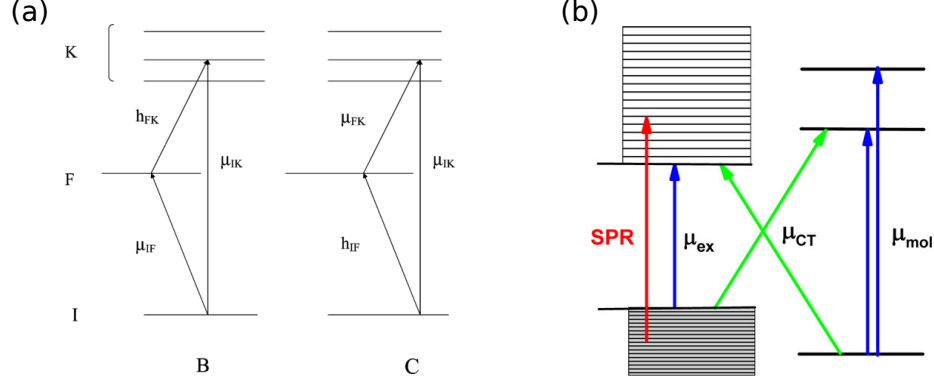 (a)
K
h_FK
μ_FK
μ_IK
μ_IK
F
μ_IF
h_IF
I
B
C
(b)
SPR
μ_ex
μ_CT
μ_mol